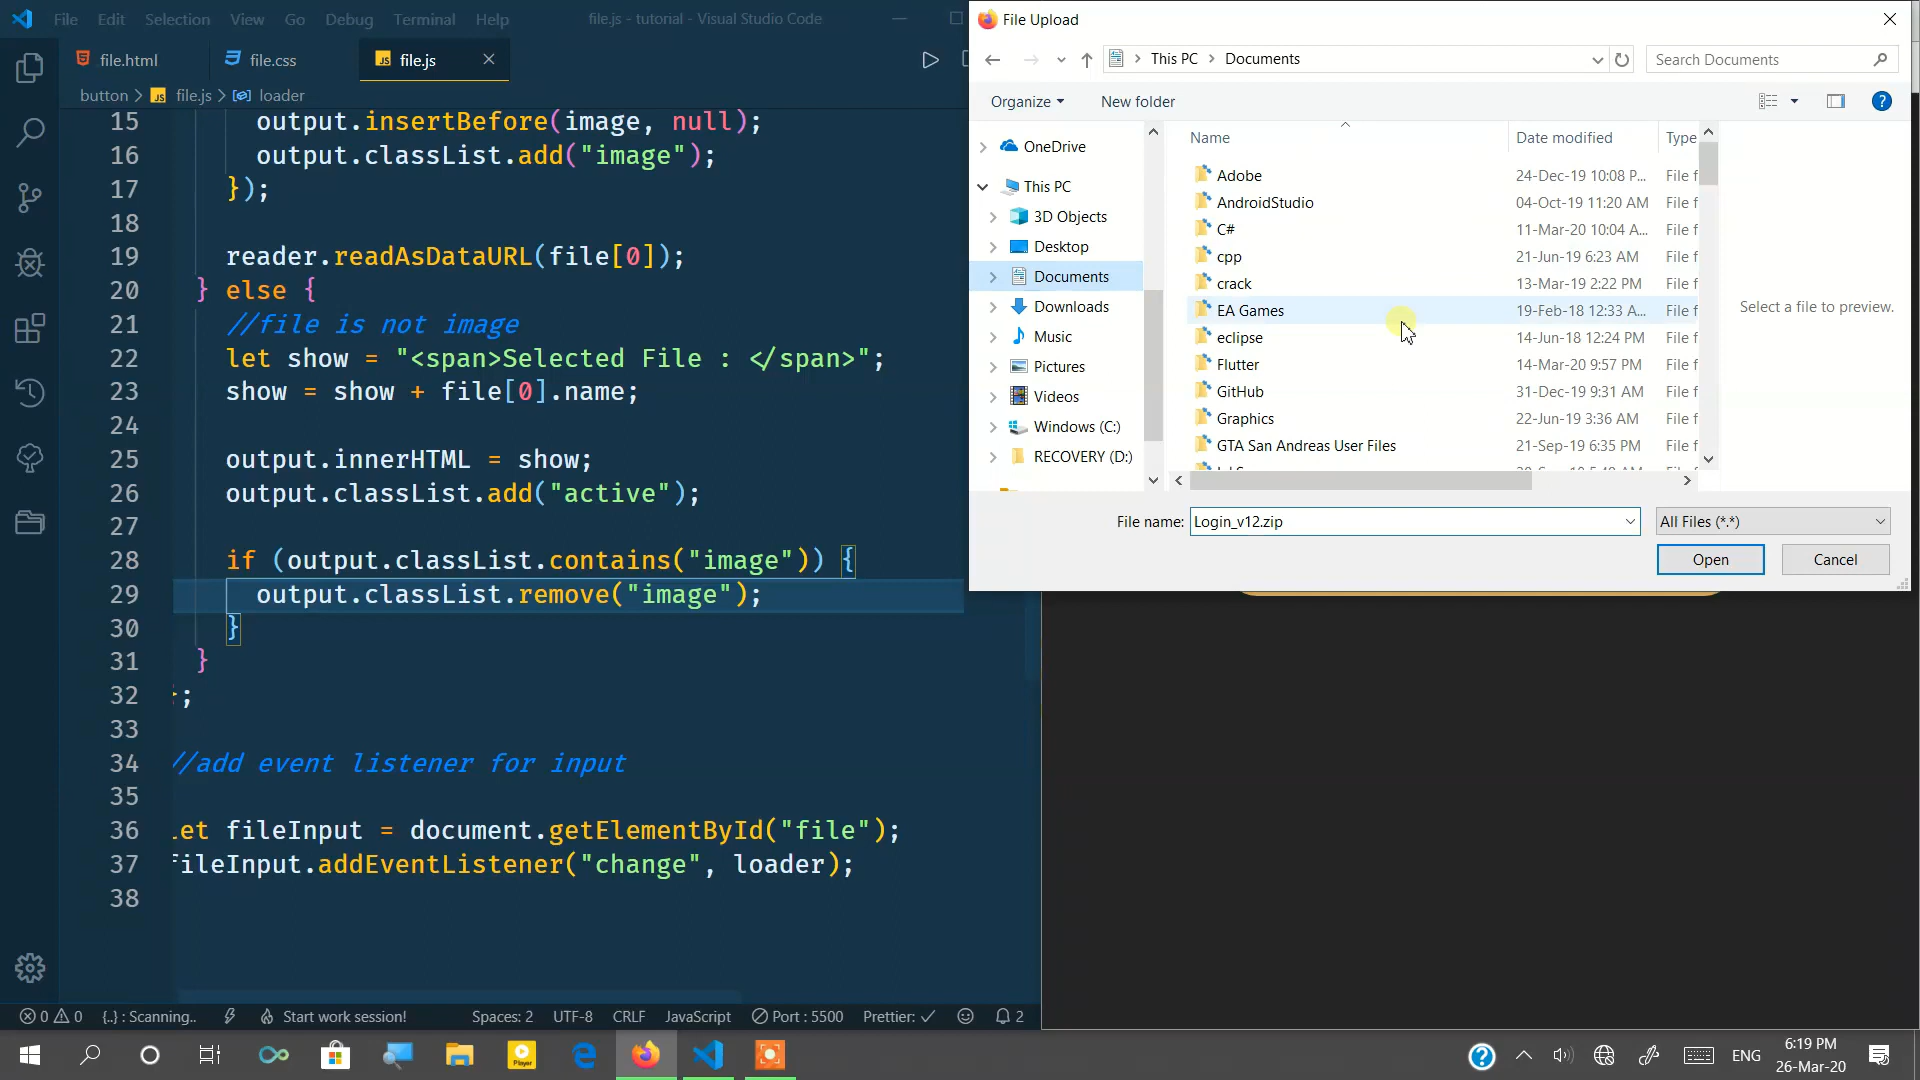 File Edit Selection View Go Debug Terminal Help file.js - tutorial - Visual Studio Code
file.html file.css JS file.js
button > JS file.js > loader
15 output.insertBefore(image, null);
16 output.classList.add("image");
17 });
18
19 reader.readAsDataURL(file[0]);
20 } else {
21 //file is not image
22 let show = "<span>Selected File : </span>";
23 show = show + file[0].name;
24
25 output.innerHTML = show;
26 output.classList.add("active");
27
28 if (output.classList.contains("image")) {
29 output.classList.remove("image");
30 }
31 }
32 ;
33
34 //add event listener for input
35
36 let fileInput = document.getElementById("file");
37 fileInput.addEventListener("change", loader);
38
0 0 {..} : Scanning.. Start work session! Spaces: 2 UTF-8 CRLF JavaScript Port : 5500 Prettier: ✓ 2
File Upload
This PC > Documents
Search Documents
Organize New folder
OneDrive
This PC
3D Objects
Desktop
Documents
Downloads
Music
Pictures
Videos
Windows (C:)
RECOVERY (D:)
Name Date modified Type
Adobe 24-Dec-19 10:08 P... File f
AndroidStudio 04-Oct-19 11:20 AM File f
C# 11-Mar-20 10:04 A... File f
cpp 21-Jun-19 6:23 AM File f
crack 13-Mar-19 2:22 PM File f
EA Games 19-Feb-18 12:33 A... File f
eclipse 14-Jun-18 12:24 PM File f
Flutter 14-Mar-20 9:57 PM File f
GitHub 31-Dec-19 9:31 AM File f
Graphics 22-Jun-19 3:36 AM File f
GTA San Andreas User Files 21-Sep-19 6:35 PM File f
Select a file to preview.
File name: Login_v12.zip All Files (*.*)
Open Cancel
Player
ENG
6:19 PM
26-Mar-20